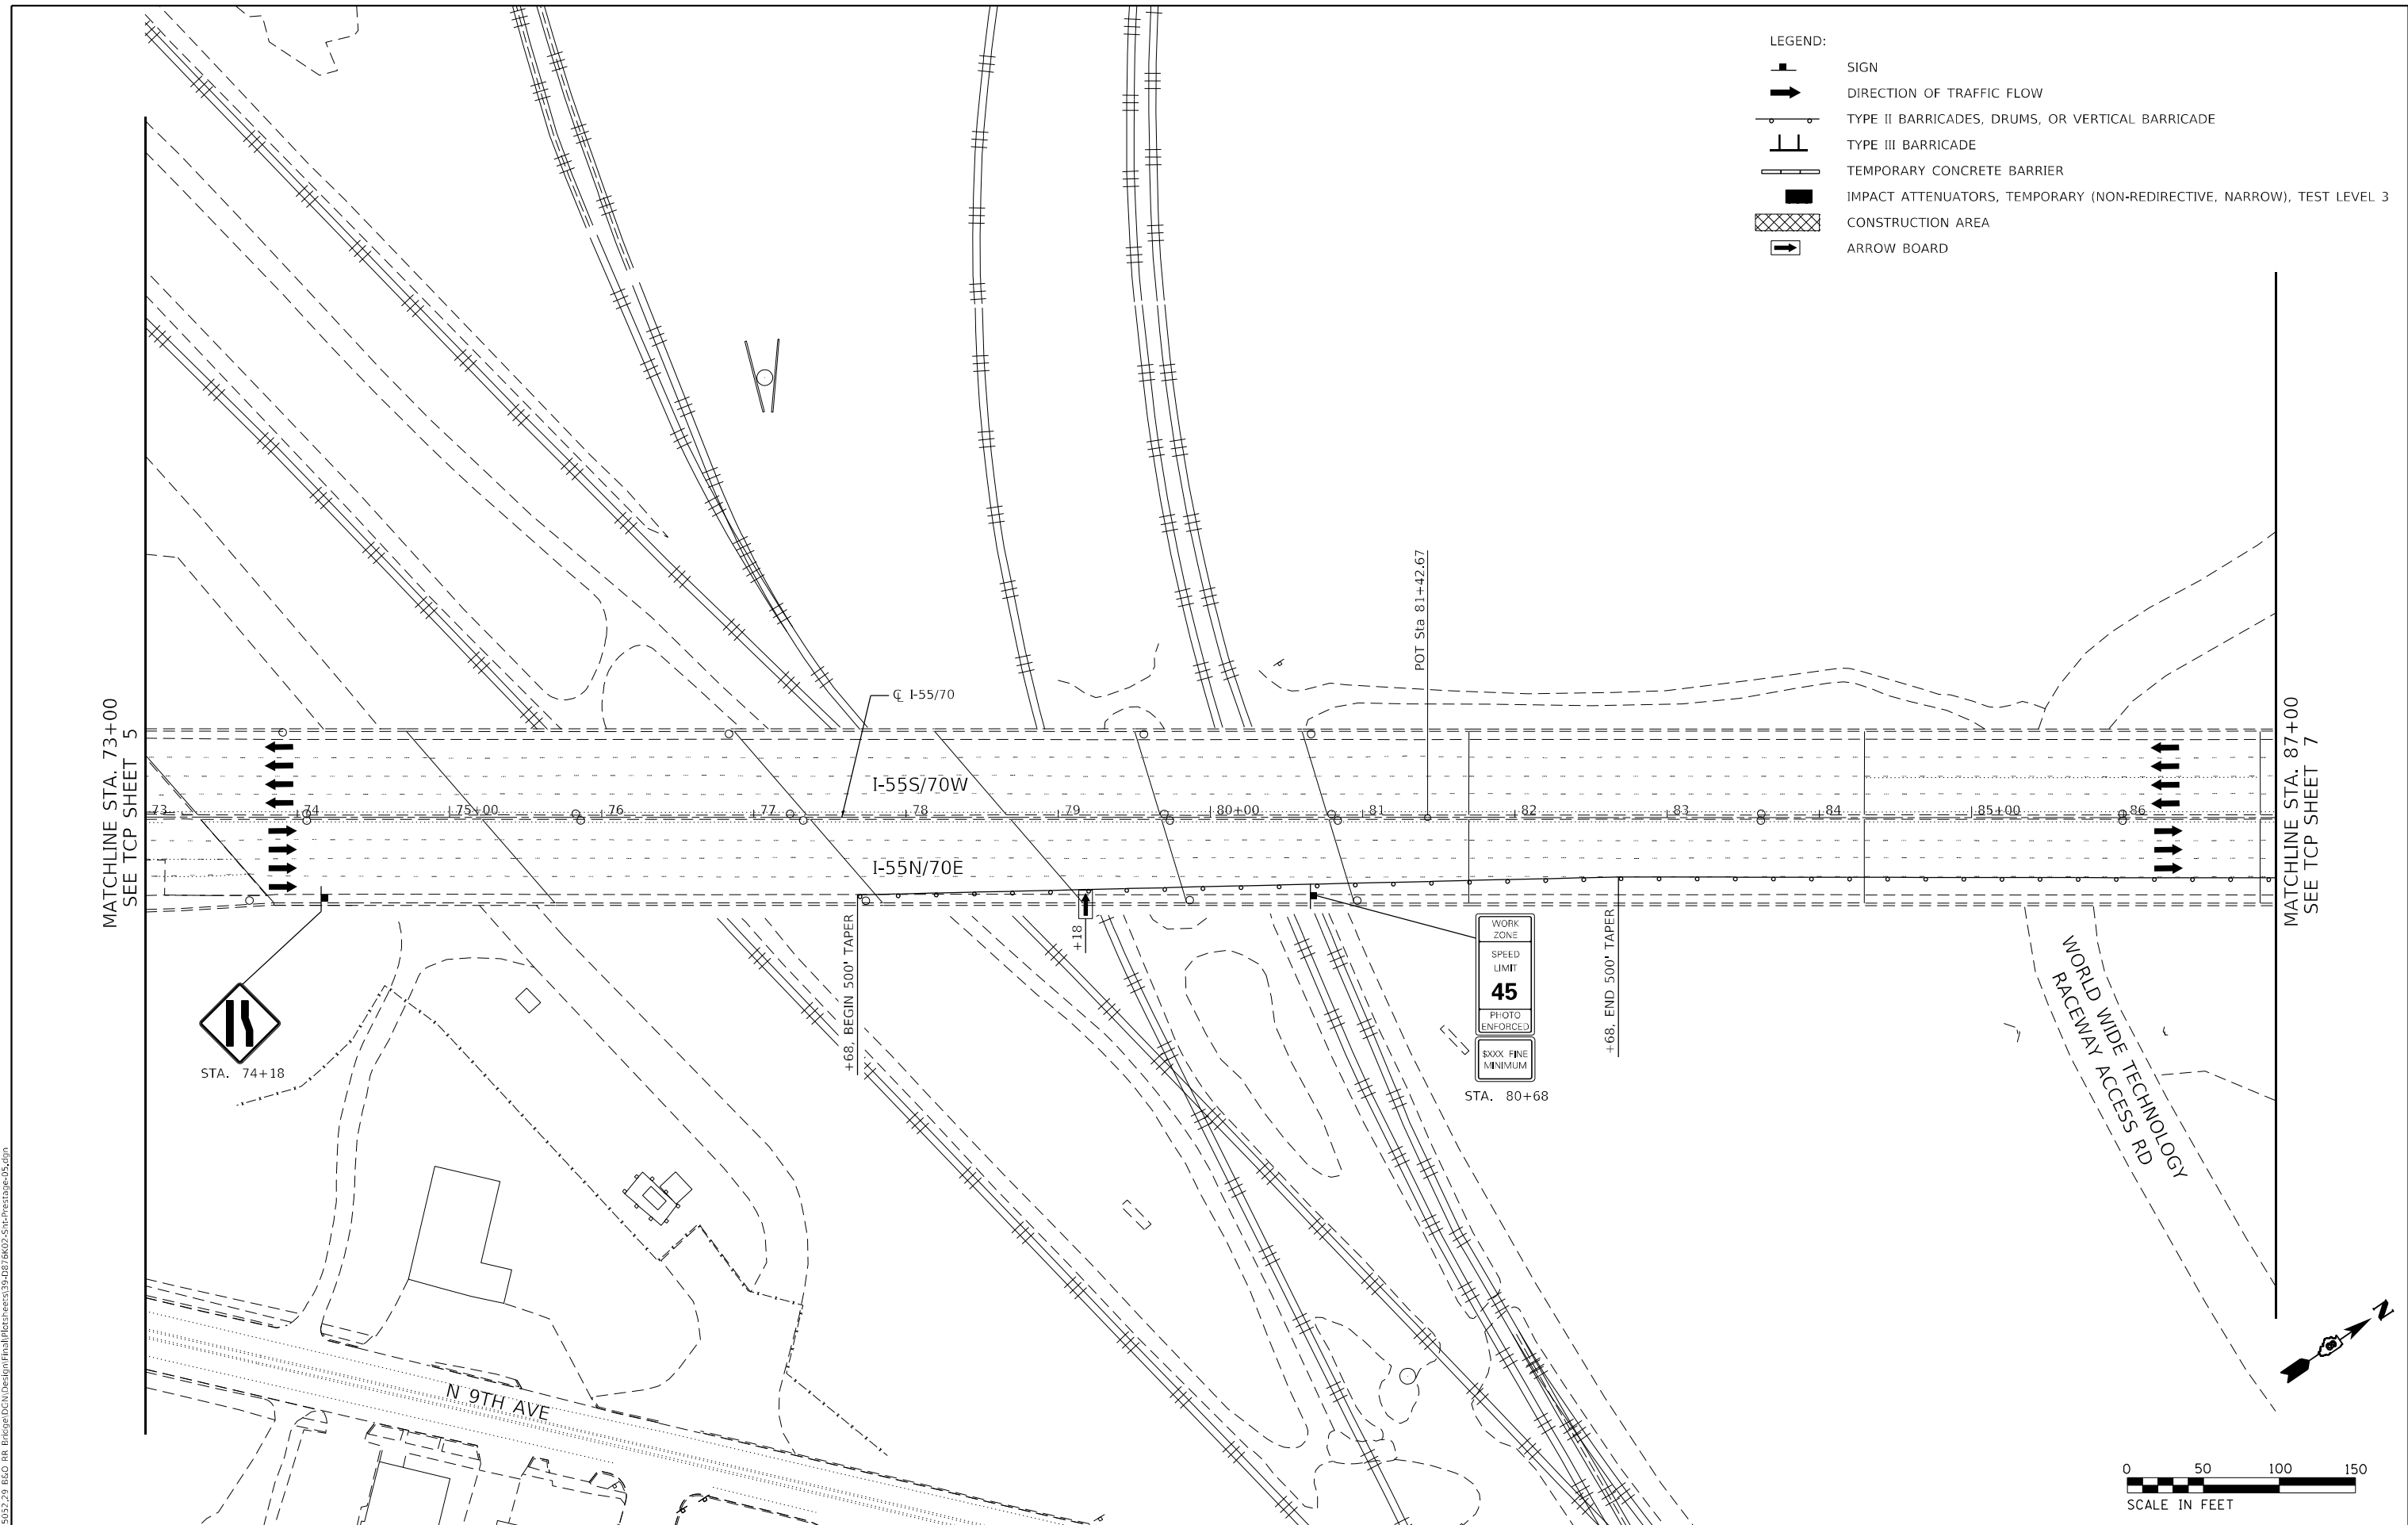 LEGEND:
SIGN
DIRECTION OF TRAFFIC FLOW
TYPE II BARRICADES, DRUMS, OR VERTICAL BARRICADE
TYPE III BARRICADE
TEMPORARY CONCRETE BARRIER
IMPACT ATTENUATORS, TEMPORARY (NON-REDIRECTIVE, NARROW), TEST LEVEL 3
CONSTRUCTION AREA
ARROW BOARD
MATCHLINE STA. 73+00
SEE TCP SHEET 5
POT Sta 81+42.67
℄ I-55/70
I-55S/70W
73 74 75+00 76 77 78 79 80+00 81 82 83 84 85+00 86
I-55N/70E
MATCHLINE STA. 87+00
SEE TCP SHEET 7
STA. 74+18
+68, BEGIN 500' TAPER
+18
WORK
ZONE
SPEED
LIMIT
45
PHOTO
ENFORCED
$XXX FINE
MINIMUM
STA. 80+68
+68, END 500' TAPER
WORLD WIDE TECHNOLOGY
RACEWAY ACCESS RD
N 9TH AVE
N
0 50 100 150
SCALE IN FEET